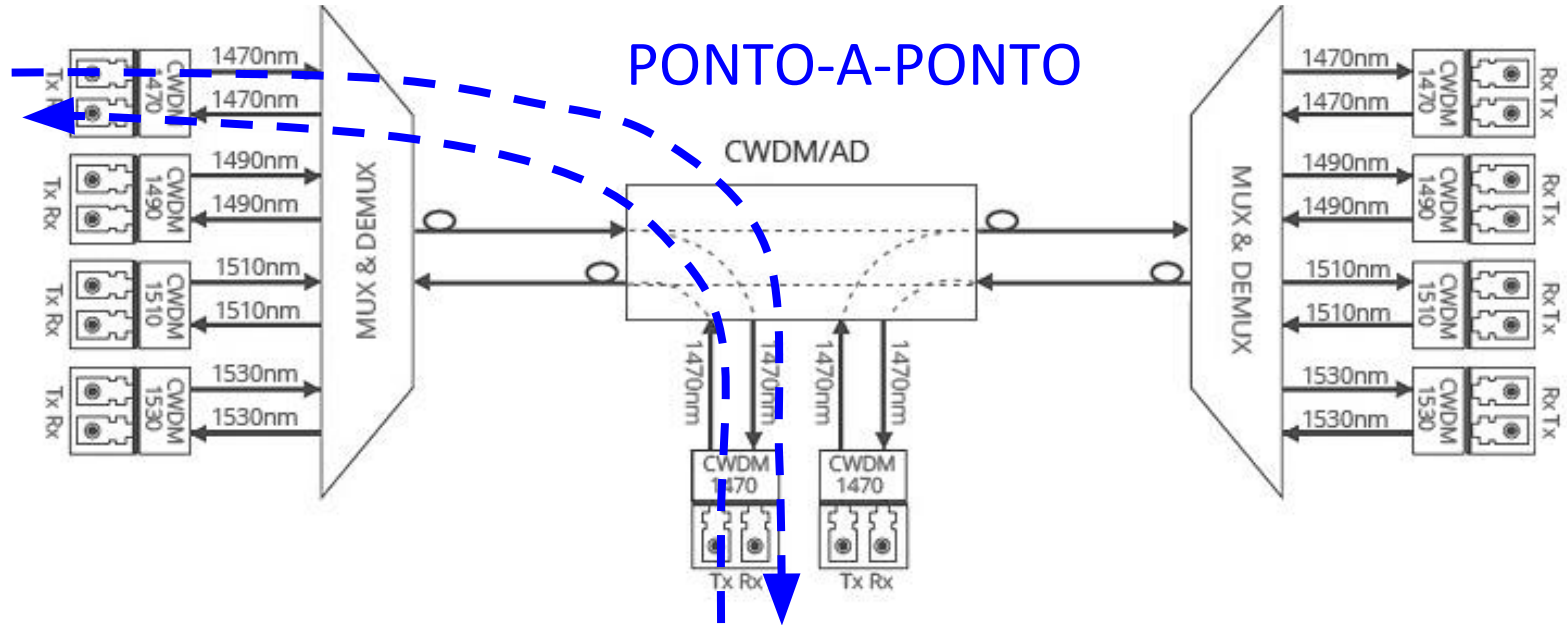 PONTO-A-PONTO
CWDM/AD
1470nm
1470nm
CWDM
1470
Tx
1490nm
1490nm
CWDM
1490
Tx Rx
1510nm
1510nm
CWDM
1510
Tx Rx
1530nm
1530nm
CWDM
1530
Tx Rx
MUX & DEMUX
1470nm
1470nm
1470nm
1470nm
CWDM
1470
Tx Rx
CWDM
1470
Tx Rx
MUX & DEMUX
1470nm
1470nm
CWDM
1470
Rx Tx
1490nm
1490nm
CWDM
1490
Rx Tx
1510nm
1510nm
CWDM
1510
Rx Tx
1530nm
1530nm
CWDM
1530
Rx Tx